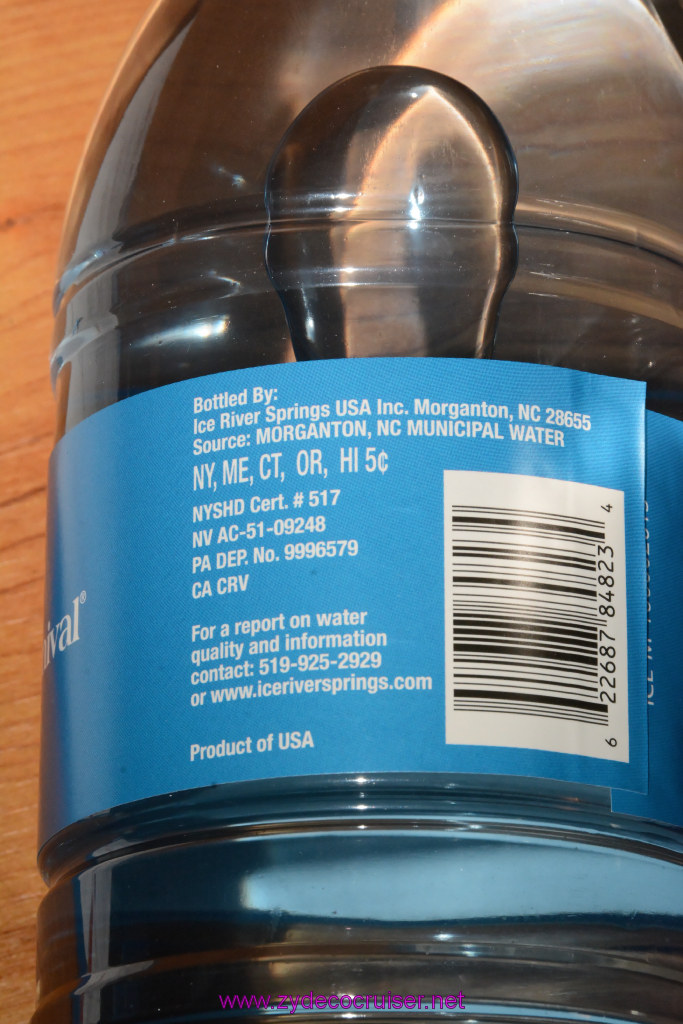 Bottled By:
Ice River Springs USA Inc. Morganton, NC 28655
Source: MORGANTON, NC MUNICIPAL WATER
NY, ME, CT, OR, HI 5¢
NYSHD Cert. # 517
NV AC-51-09248
PA DEP. No. 9996579
CA CRV
For a report on water
quality and information
contact: 519-925-2929
or www.iceriversprings.com
Product of USA
6 22687 84823 4
www.zydecocruiser.net